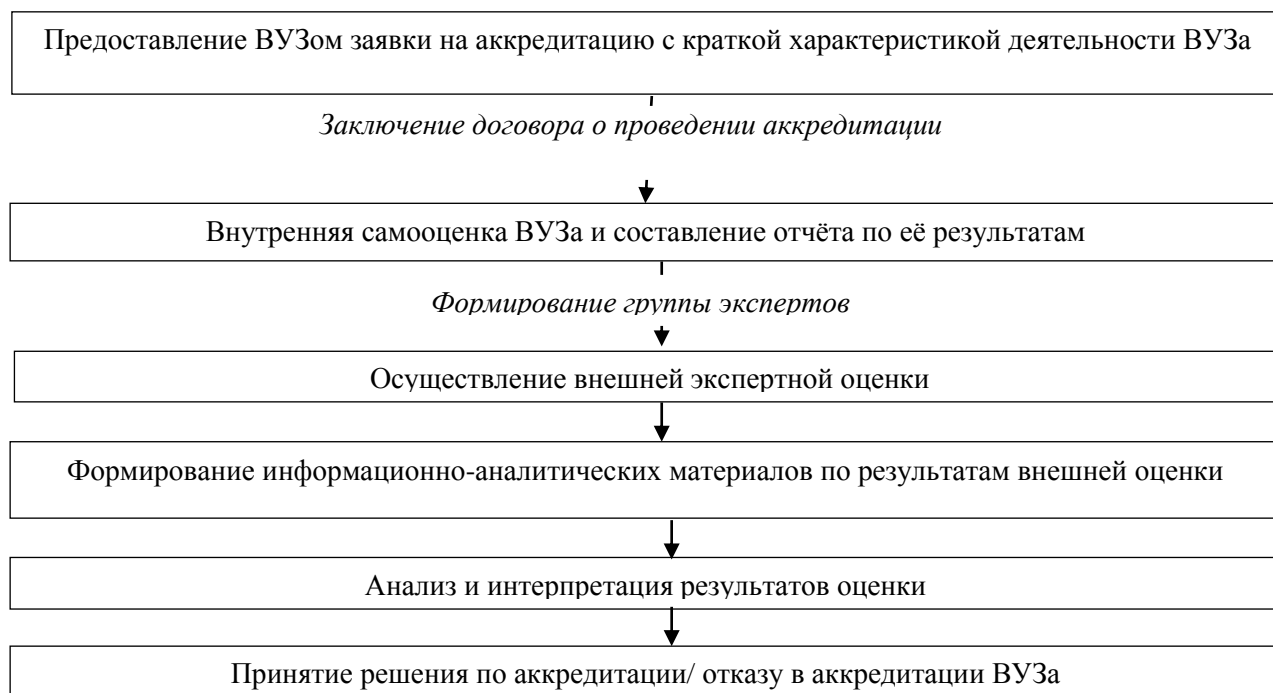 Предоставление ВУЗом заявки на аккредитацию с краткой характеристикой деятельности ВУЗа
Заключение договора о проведении аккредитации
Внутренняя самооценка ВУЗа и составление отчёта по её результатам
Формирование группы экспертов
Осуществление внешней экспертной оценки
Формирование информационно-аналитических материалов по результатам внешней оценки
Анализ и интерпретация результатов оценки
Принятие решения по аккредитации/ отказу в аккредитации ВУЗа